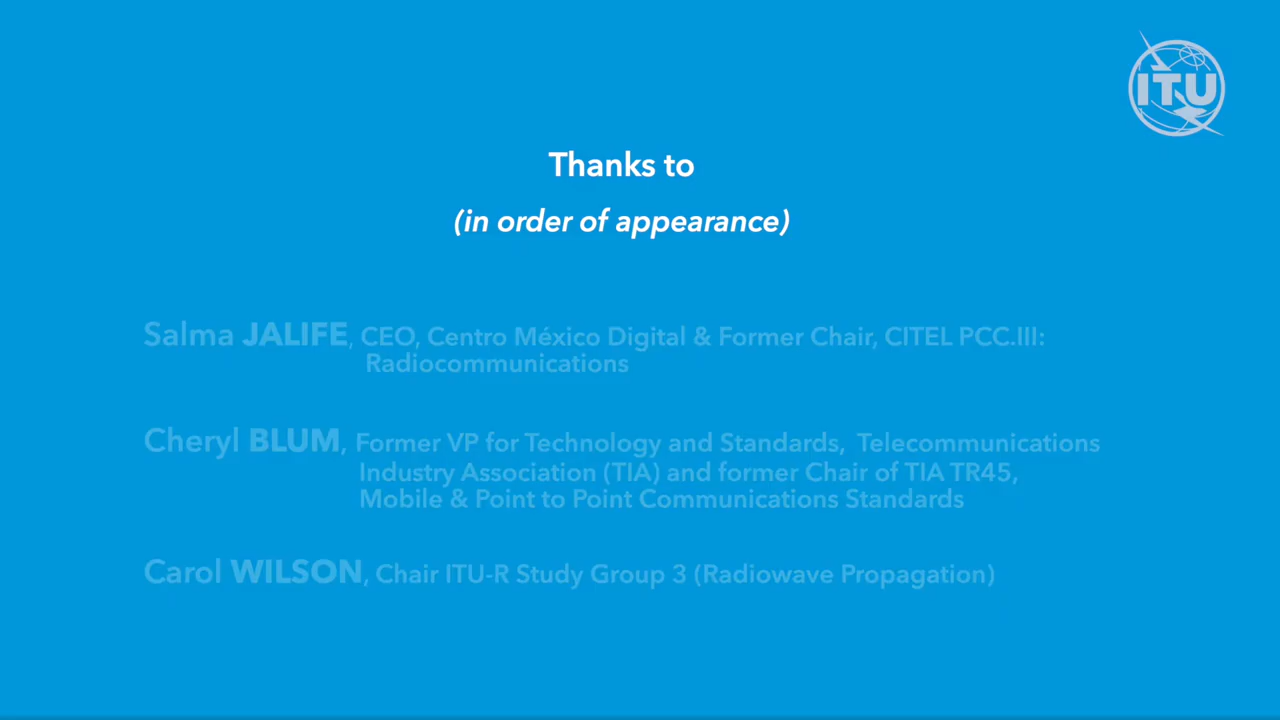 ITU
Thanks to
(in order of appearance)
Salma JALIFE, CEO, Centro México Digital & Former Chair, CITEL PCC.III:
Radiocommunications
Cheryl BLUM, Former VP for Technology and Standards, Telecommunications
Industry Association (TIA) and former Chair of TIA TR45,
Mobile & Point to Point Communications Standards
Carol WILSON, Chair ITU-R Study Group 3 (Radiowave Propagation)